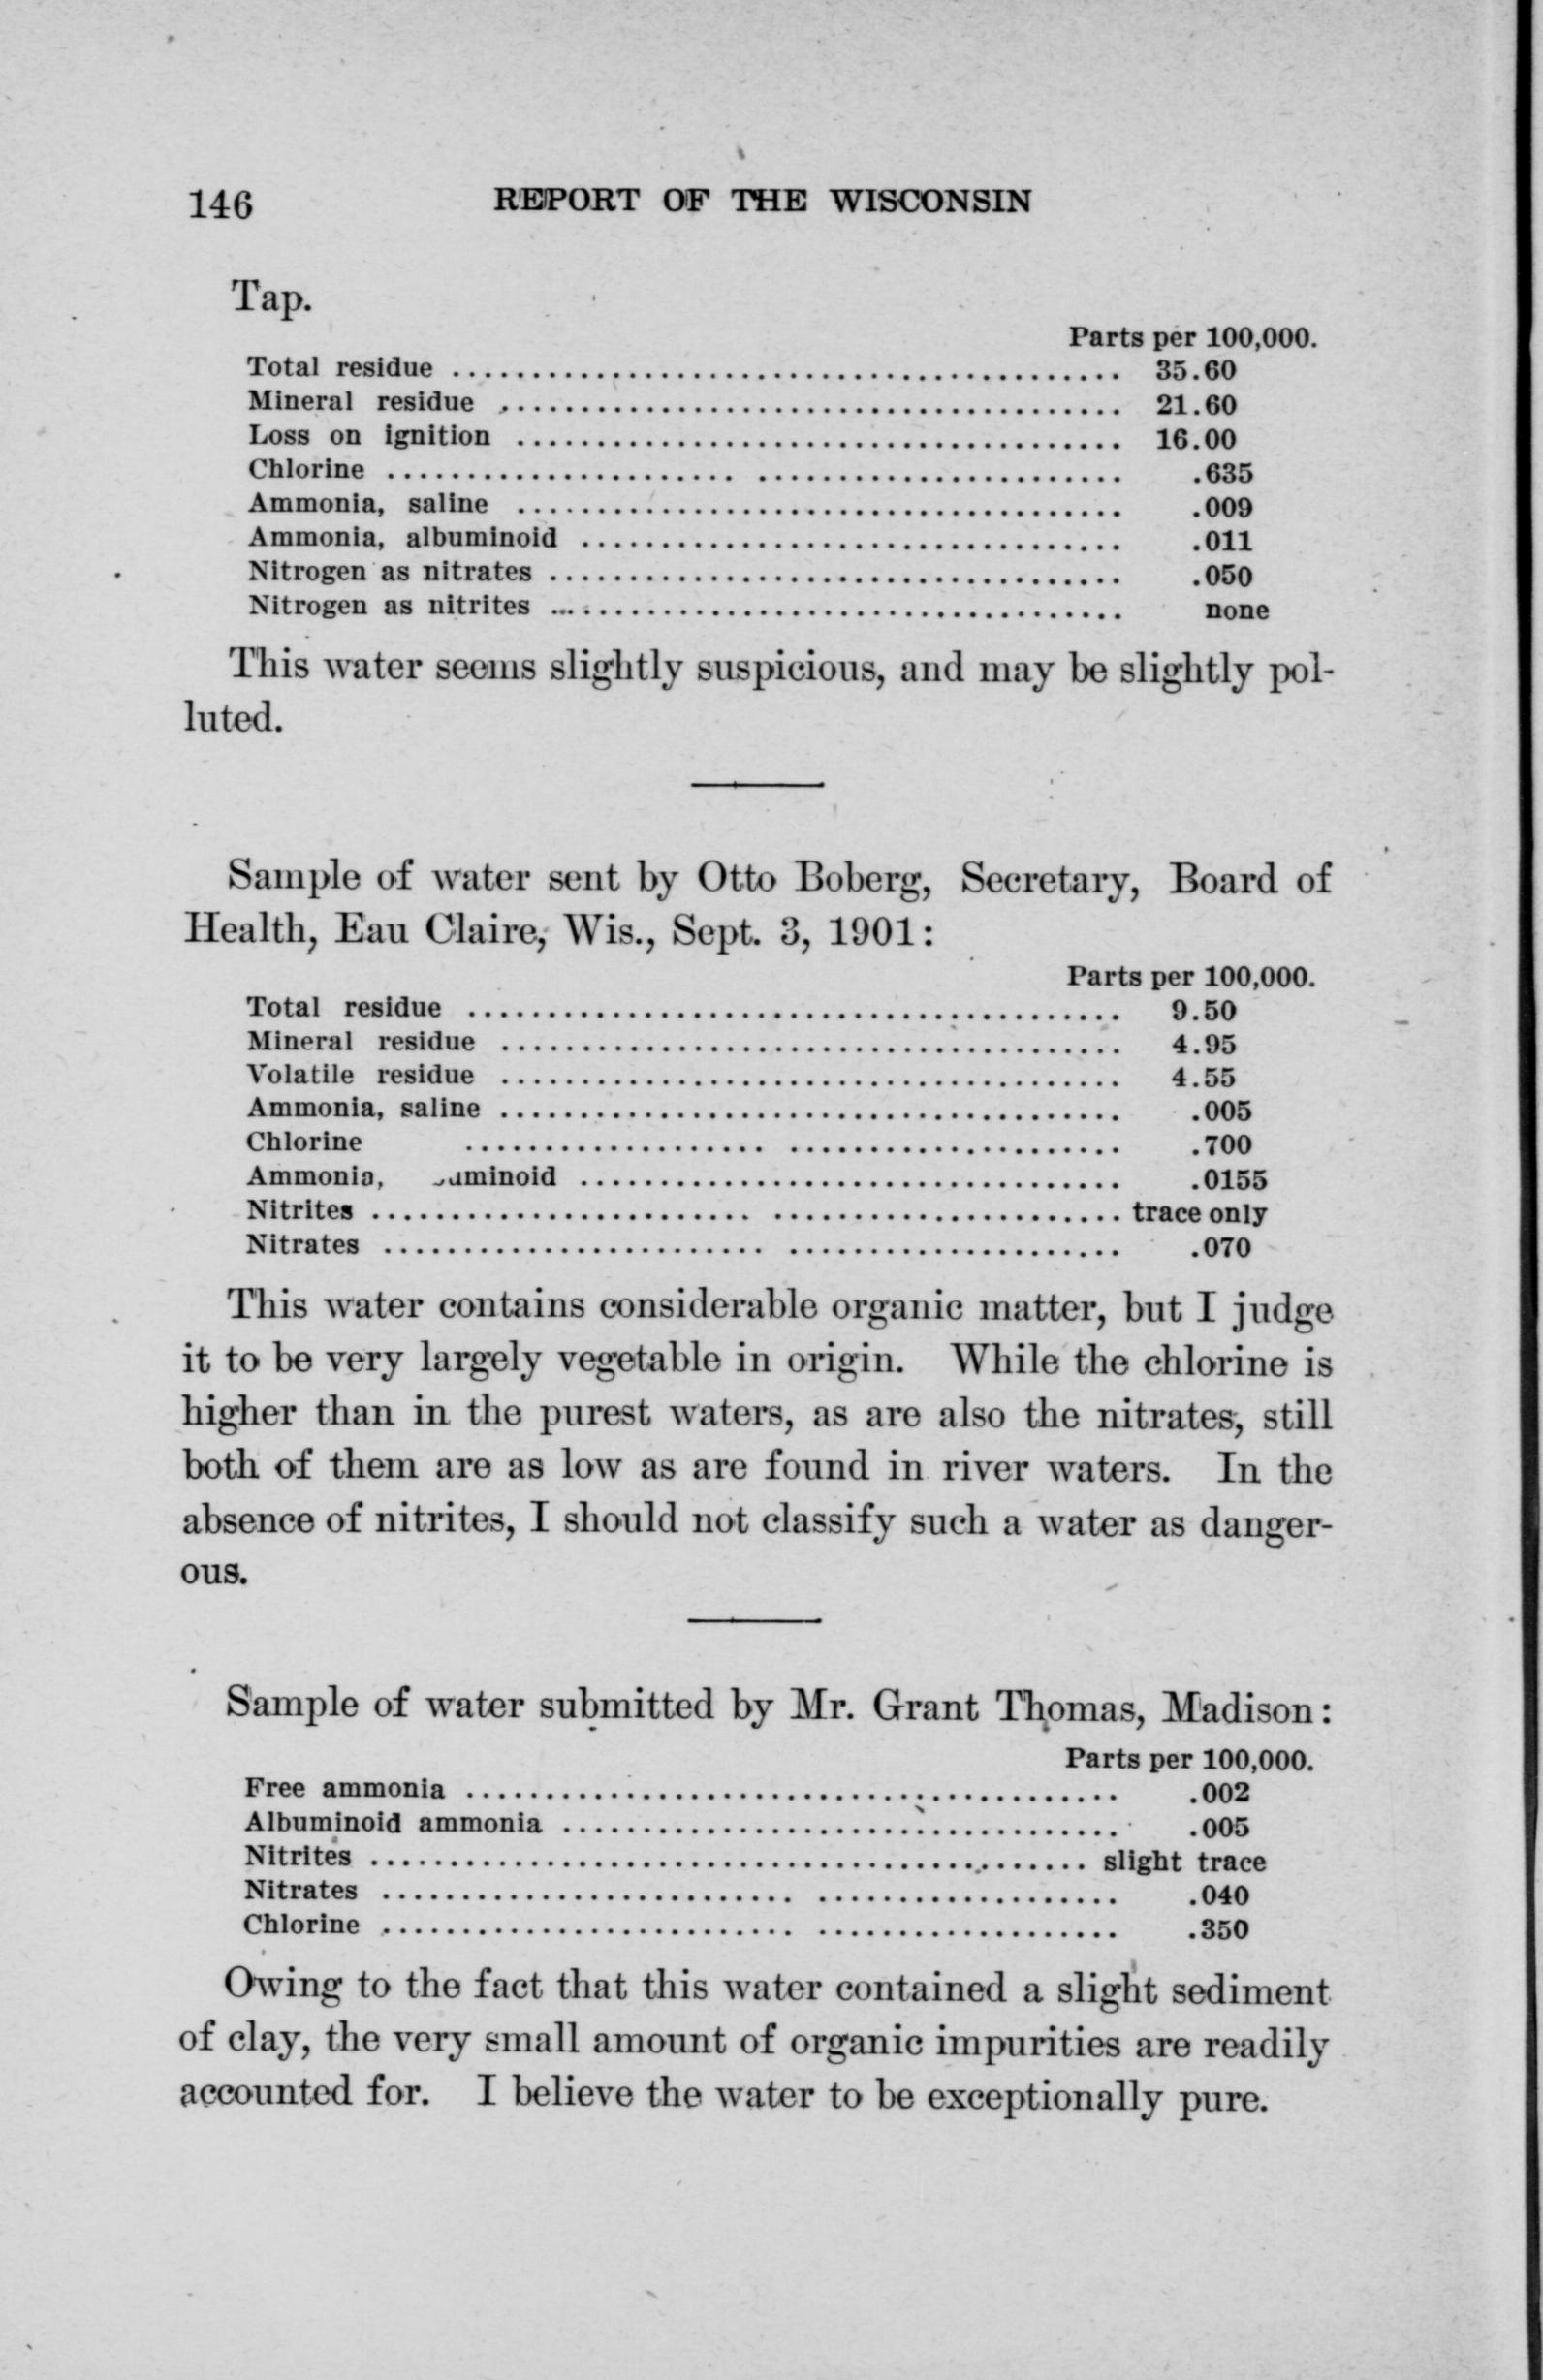 146 REPORT OF THE WISCONSIN
Tap.
Parts per 100,000.
Total residue ........................................ 35.60
Mineral residue ........................................ 21.60
Loss on ignition ........................................ 16.00
Chlorine ........................................ .635
Ammonia, saline ........................................ .009
Ammonia, albuminoid ........................................ .011
Nitrogen as nitrates ........................................ .050
Nitrogen as nitrites ........................................ none
This water seems slightly suspicious, and may be slightly pol-
luted.
Sample of water sent by Otto Boberg, Secretary, Board of
Health, Eau Claire, Wis., Sept. 3, 1901:
Parts per 100,000.
Total residue ........................................ 9.50
Mineral residue ........................................ 4.95
Volatile residue ........................................ 4.55
Ammonia, saline ........................................ .005
Chlorine ........................................ .700
Ammonia, uminoid ........................................ .0155
Nitrites ........................................ trace only
Nitrates ........................................ .070
This water contains considerable organic matter, but I judge
it to be very largely vegetable in origin. While the chlorine is
higher than in the purest waters, as are also the nitrates, still
both of them are as low as are found in river waters. In the
absence of nitrites, I should not classify such a water as danger-
ous.
Sample of water submitted by Mr. Grant Thomas, Madison:
Parts per 100,000.
Free ammonia ........................................ .002
Albuminoid ammonia ........................................ .005
Nitrites ........................................ slight trace
Nitrates ........................................ .040
Chlorine ........................................ .350
Owing to the fact that this water contained a slight sediment
of clay, the very small amount of organic impurities are readily
accounted for. I believe the water to be exceptionally pure.